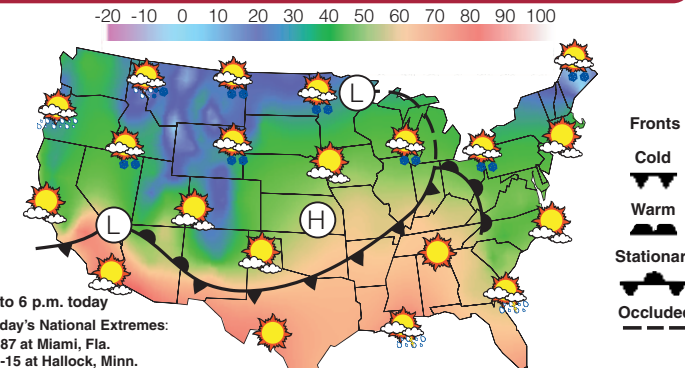 -20 -10 0 10 20 30 40 50 60 70 80 90 100
L
L
H
Fronts
Cold
Warm
Stationar
Occluded
to 6 p.m. today
day's National Extremes:
87 at Miami, Fla.
-15 at Hallock, Minn.